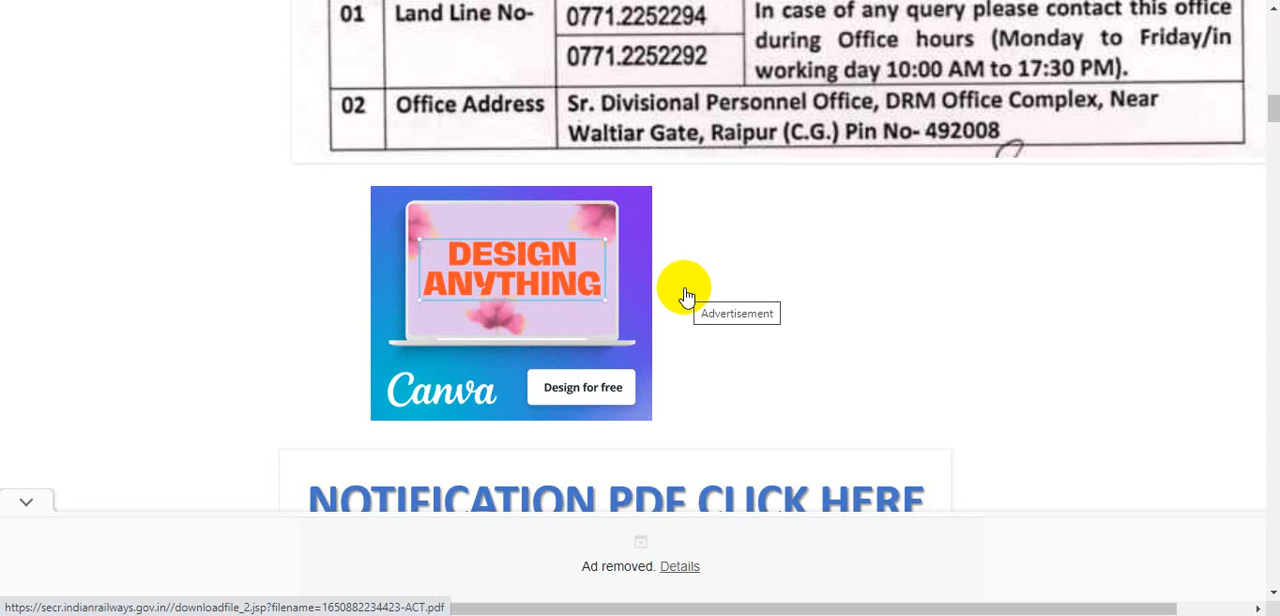 01 Land Line No- 0771.2252294 In case of any query please contact this office
0771.2252292 during Office hours (Monday to Friday/in
working day 10:00 AM to 17:30 PM).
02 Office Address Sr. Divisional Personnel Office, DRM Office Complex, Near
Waltiar Gate, Raipur (C.G.) Pin No- 492008
DESIGN
ANYTHING
Advertisement
Canva Design for free
NOTIFICATION PDF CLICK HERE
Ad removed. Details
https://secr.indianrailways.gov.in//downloadfile_2.jsp?filename=1650882234423-ACT.pdf